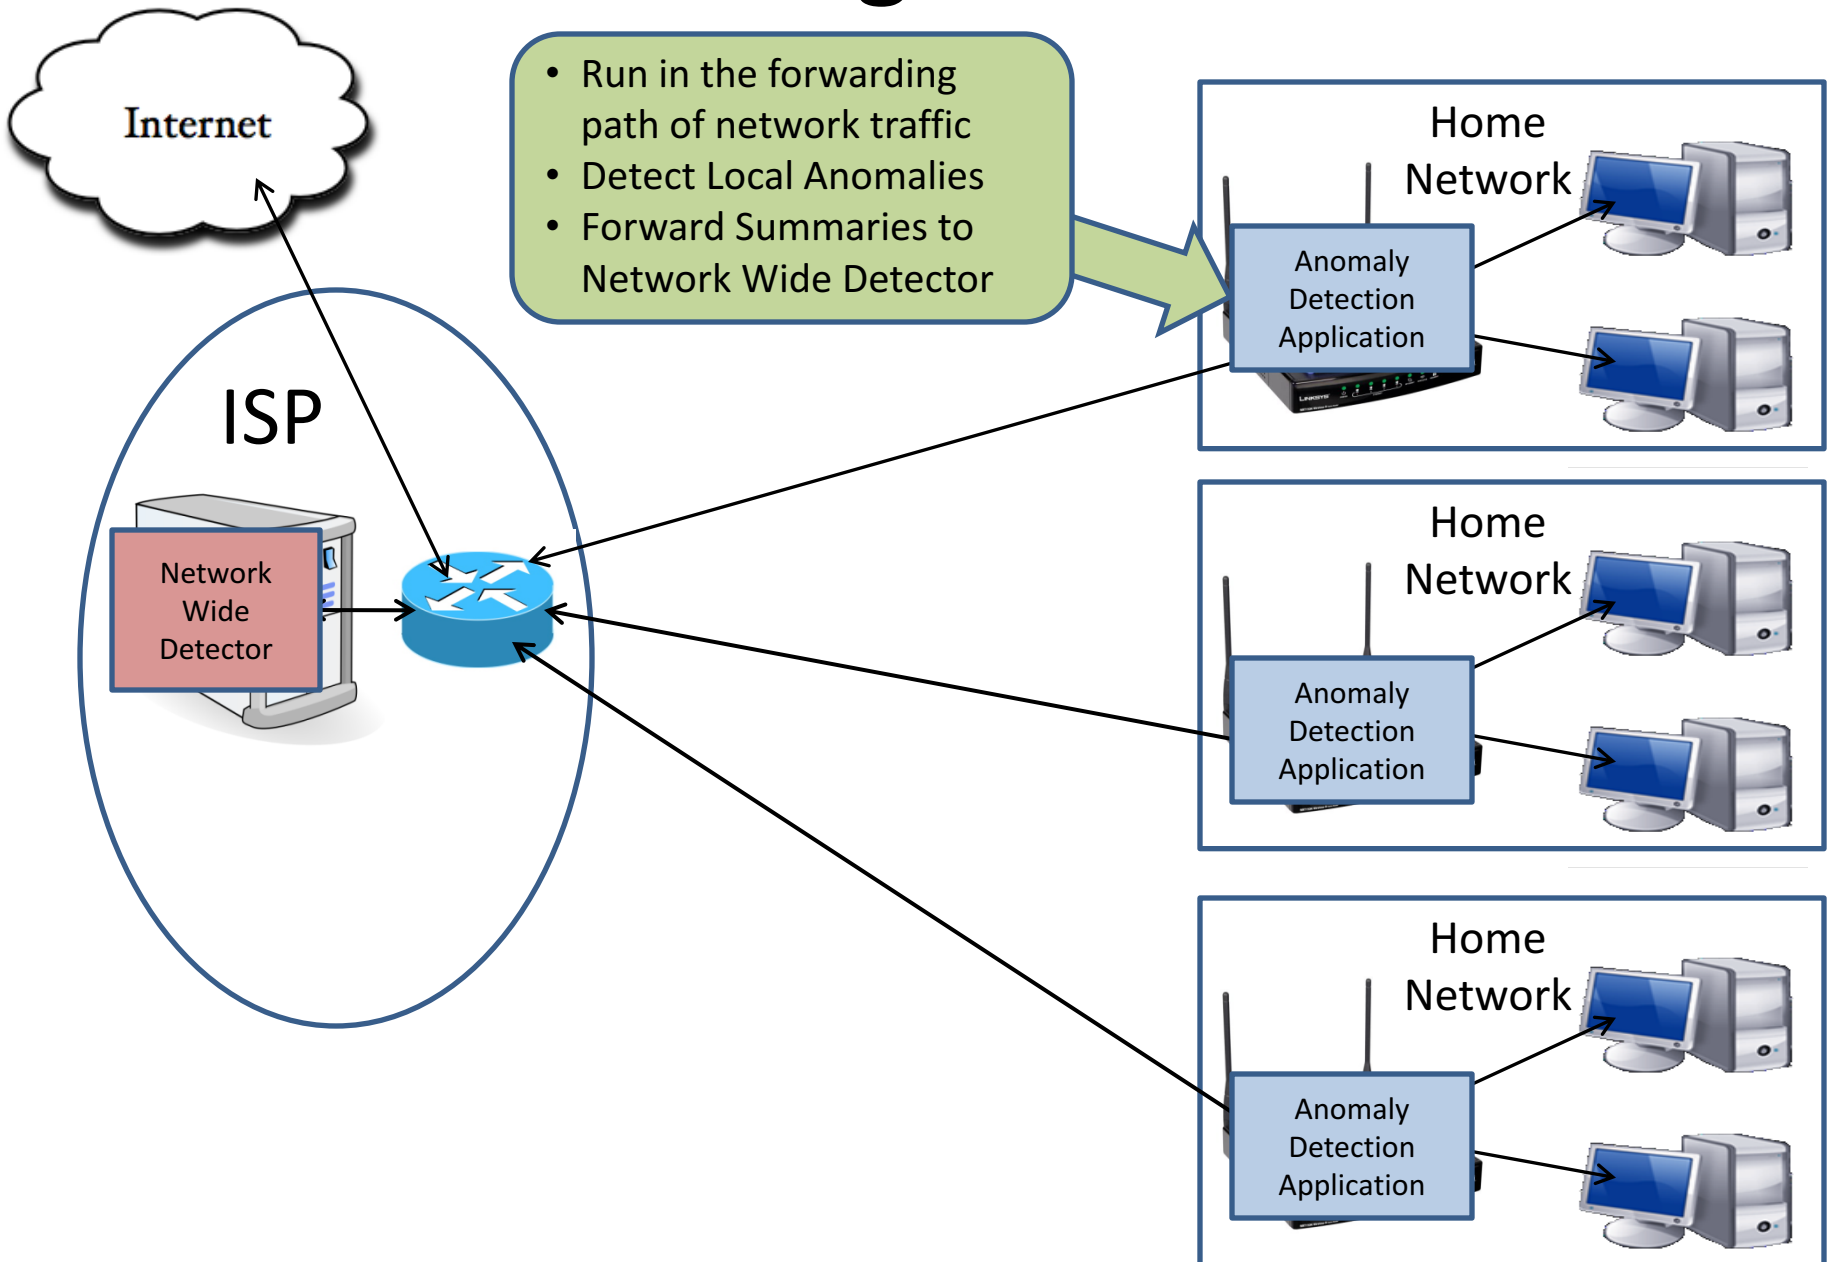 Internet
• Run in the forwarding
path of network traffic
• Detect Local Anomalies
• Forward Summaries to
Network Wide Detector
Home
Network
Anomaly
Detection
Application
LINKSYS
ISP
Network
Wide
Detector
Home
Network
Anomaly
Detection
Application
Home
Network
Anomaly
Detection
Application